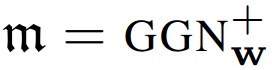 𝔪 = GGN⁺_𝐰